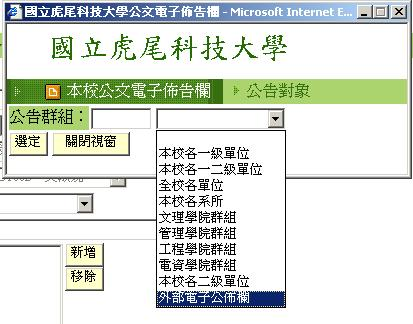 國立虎尾科技大學公文電子佈告欄 - Microsoft Internet E...
國立虎尾科技大學
本校公文電子佈告欄 公告對象
公告群組：
選定 關閉視窗
本校各一級單位
本校各一二級單位
全校各單位
本校各系所
文理學院群組
管理學院群組
工程學院群組
電資學院群組
本校各二級單位
外部電子公佈欄
新增
移除